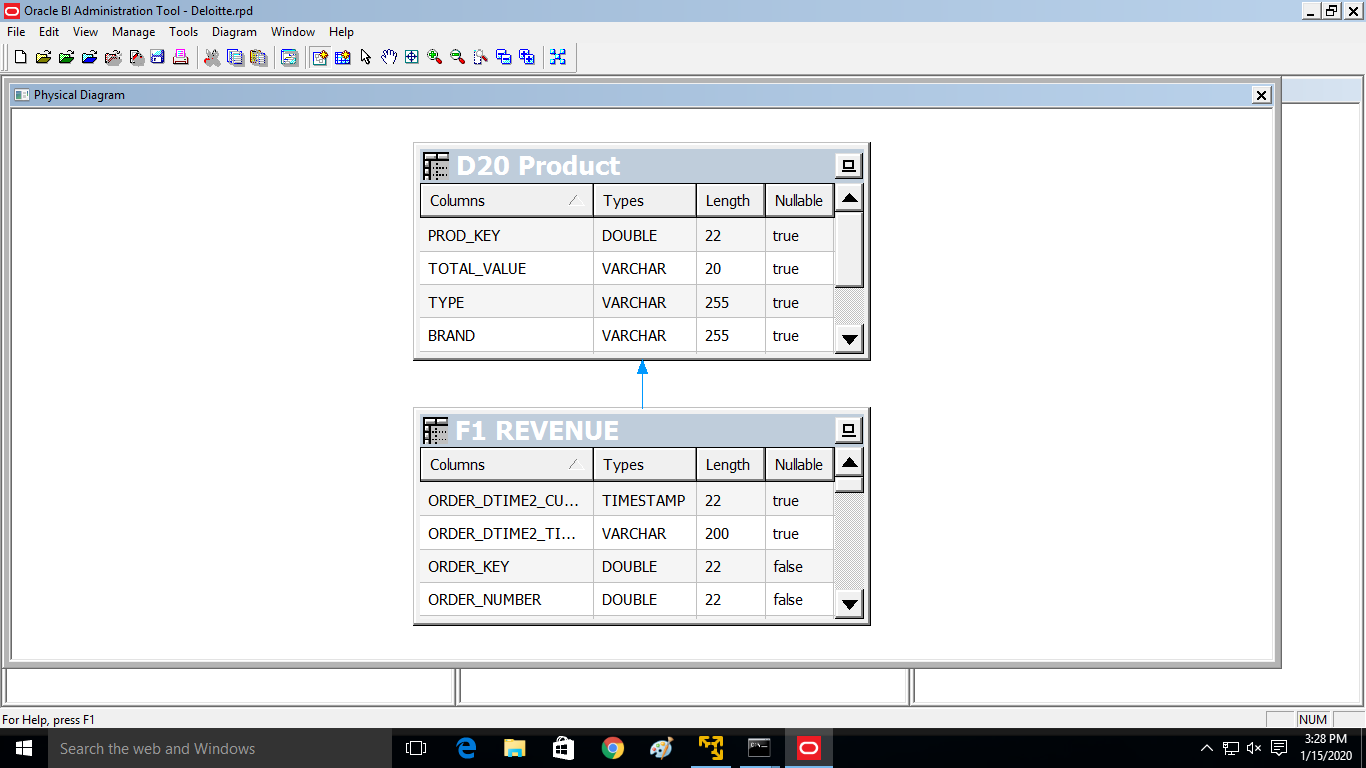 Oracle BI Administration Tool - Deloitte.rpd
File Edit View Manage Tools Diagram Window Help
Physical Diagram
D20 Product
Columns Types Length Nullable
PROD_KEY DOUBLE 22 true
TOTAL_VALUE VARCHAR 20 true
TYPE VARCHAR 255 true
BRAND VARCHAR 255 true
F1 REVENUE
Columns Types Length Nullable
ORDER_DTIME2_CU... TIMESTAMP 22 true
ORDER_DTIME2_TI... VARCHAR 200 true
ORDER_KEY DOUBLE 22 false
ORDER_NUMBER DOUBLE 22 false
For Help, press F1 NUM
Search the web and Windows
3:28 PM
1/15/2020